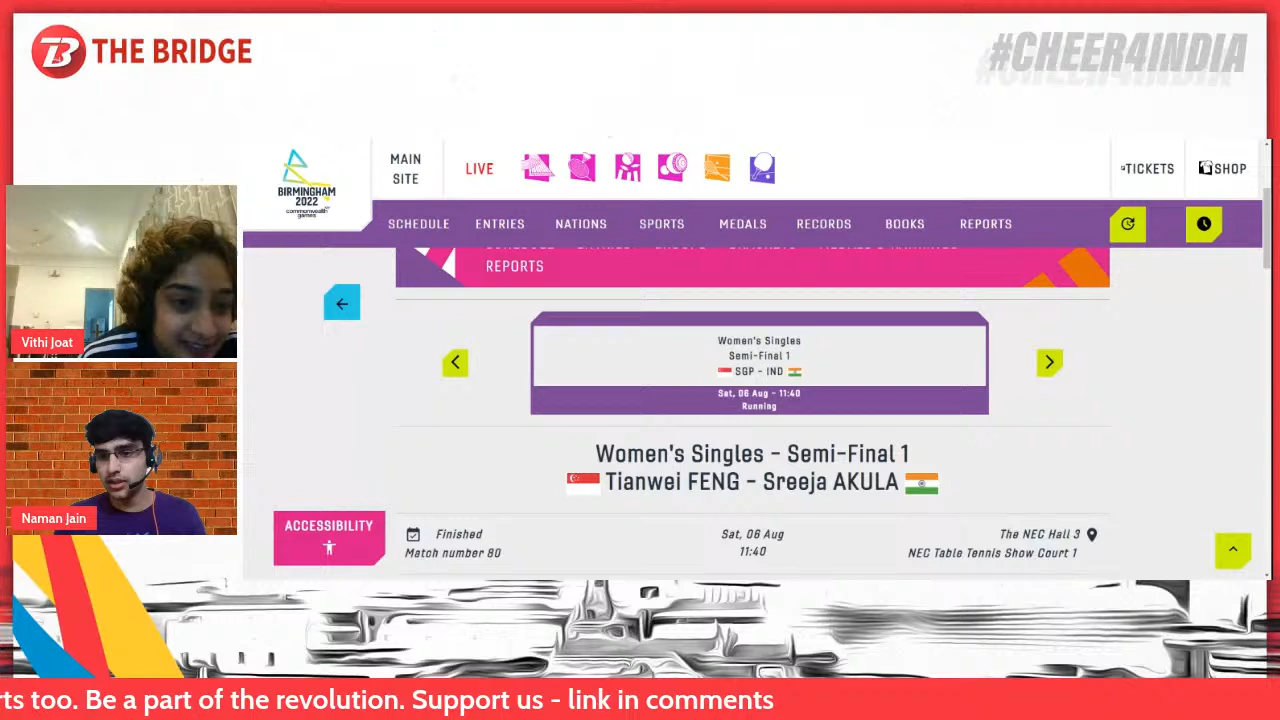 THE BRIDGE
#CHEER4INDIA
BIRMINGHAM
2022
commonwealth
games
MAIN
SITE
LIVE
TICKETS
SHOP
SCHEDULE ENTRIES NATIONS SPORTS MEDALS RECORDS BOOKS REPORTS
REPORTS
Women's Singles
Semi-Final 1
SGP - IND
Sat, 06 Aug - 11:40
Running
Women's Singles - Semi-Final 1
Tianwei FENG - Sreeja AKULA
Finished
Match number 80
Sat, 06 Aug
11:40
The NEC Hall 3
NEC Table Tennis Show Court 1
ACCESSIBILITY
Vithi Joat
Naman Jain
rts too. Be a part of the revolution. Support us - link in comments